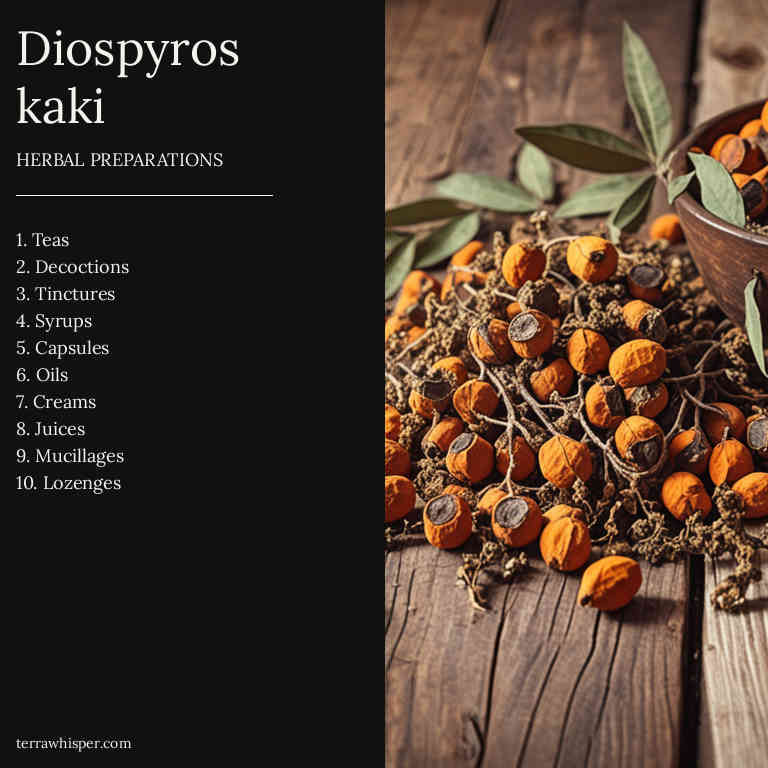 Diospyros
kaki
HERBAL PREPARATIONS
1. Teas
2. Decoctions
3. Tinctures
4. Syrups
5. Capsules
6. Oils
7. Creams
8. Juices
9. Mucillages
10. Lozenges
terrawhisper.com